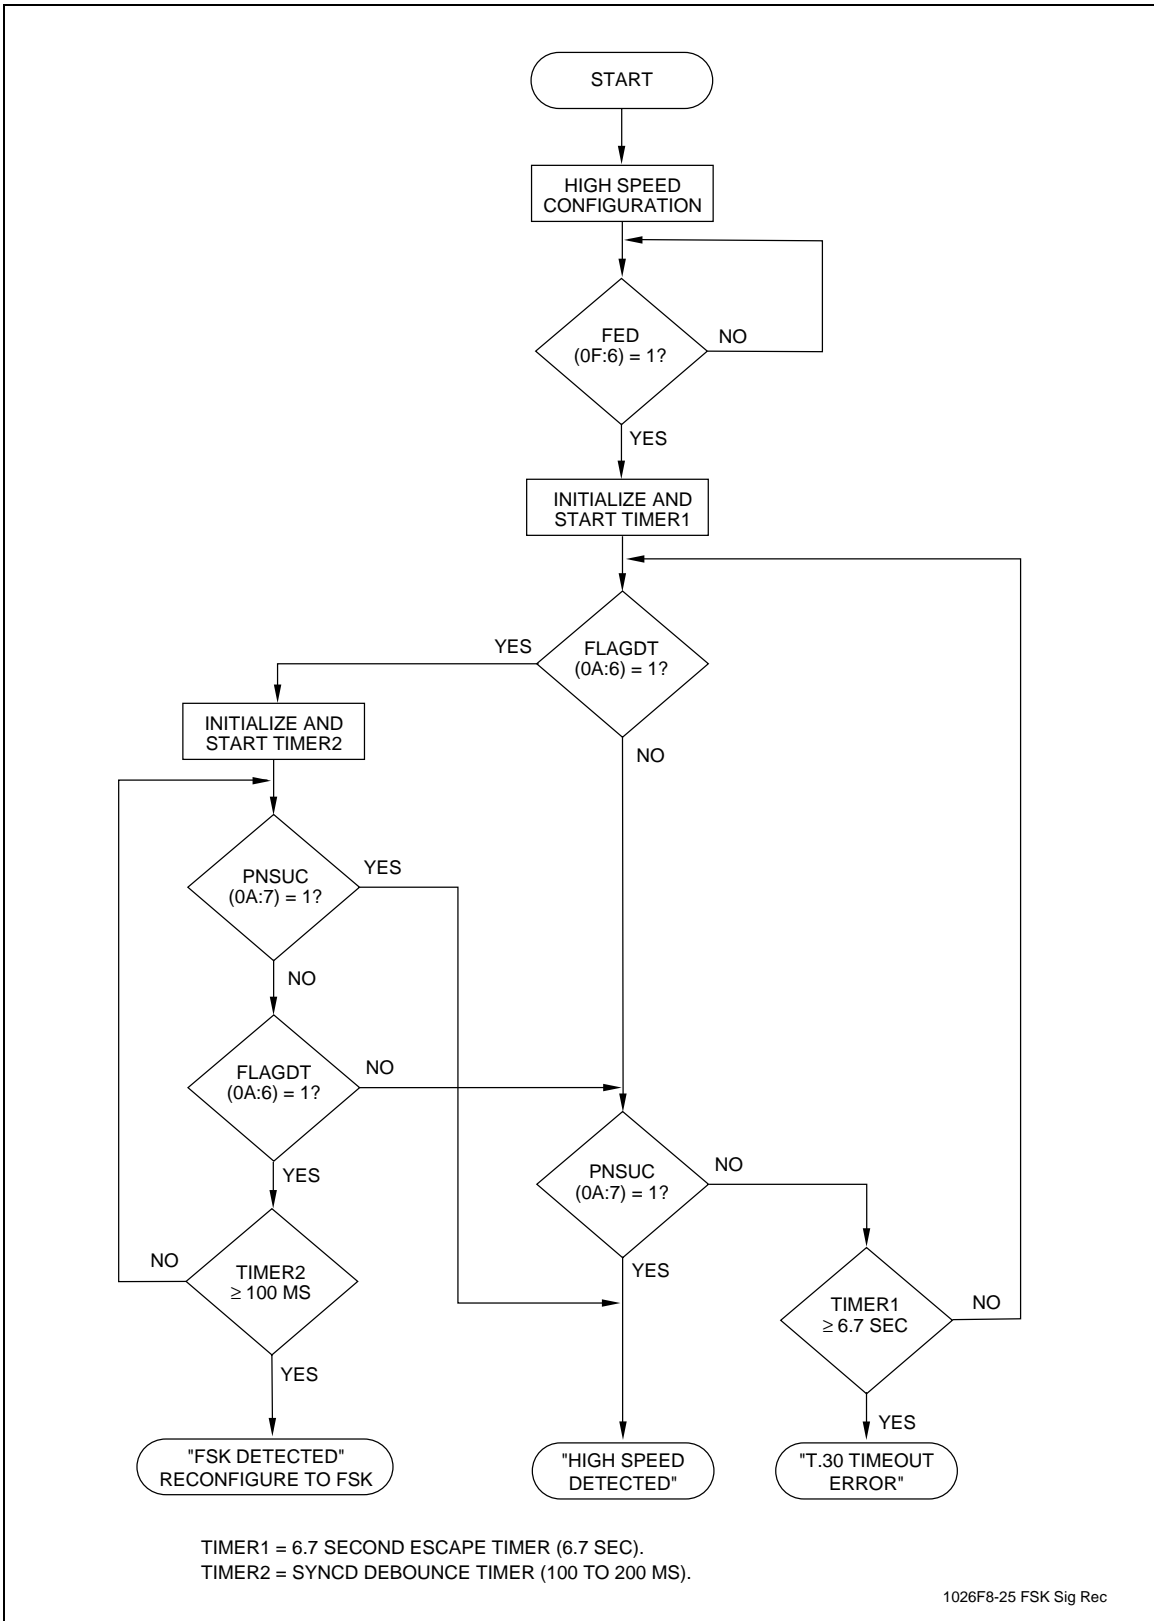 START
HIGH SPEED
CONFIGURATION
FED
(0F:6) = 1?
NO
YES
INITIALIZE AND
START TIMER1
FLAGDT
(0A:6) = 1?
YES
NO
INITIALIZE AND
START TIMER2
PNSUC
(0A:7) = 1?
YES
NO
FLAGDT
(0A:6) = 1?
NO
YES
PNSUC
(0A:7) = 1?
NO
YES
TIMER2
≥ 100 MS
NO
YES
TIMER1
≥ 6.7 SEC
NO
YES
"FSK DETECTED"
RECONFIGURE TO FSK
"HIGH SPEED
DETECTED"
"T.30 TIMEOUT
ERROR"
TIMER1 = 6.7 SECOND ESCAPE TIMER (6.7 SEC).
TIMER2 = SYNCD DEBOUNCE TIMER (100 TO 200 MS).
1026F8-25 FSK Sig Rec